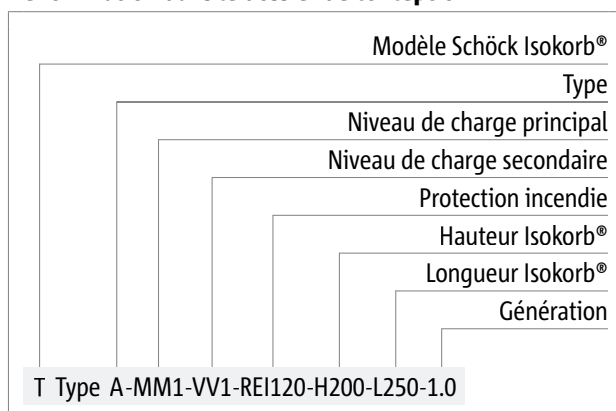 Modèle Schöck Isokorb®
Type
Niveau de charge principal
Niveau de charge secondaire
Protection incendie
Hauteur Isokorb®
Longueur Isokorb®
Génération
T Type A-MM1-VV1-REI120-H200-L250-1.0